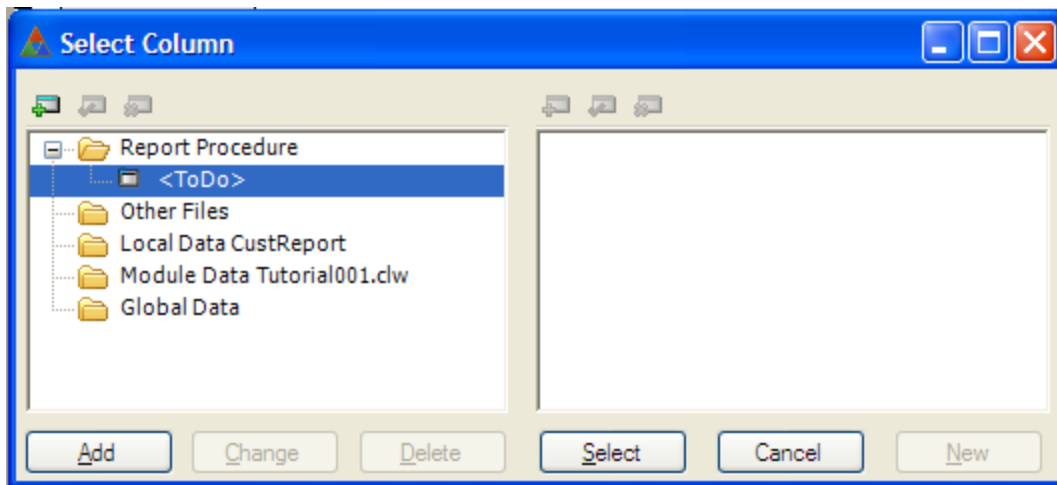 Select Column
Report Procedure
<ToDo>
Other Files
Local Data CustReport
Module Data Tutorial001.clw
Global Data
Add Change Delete Select Cancel New